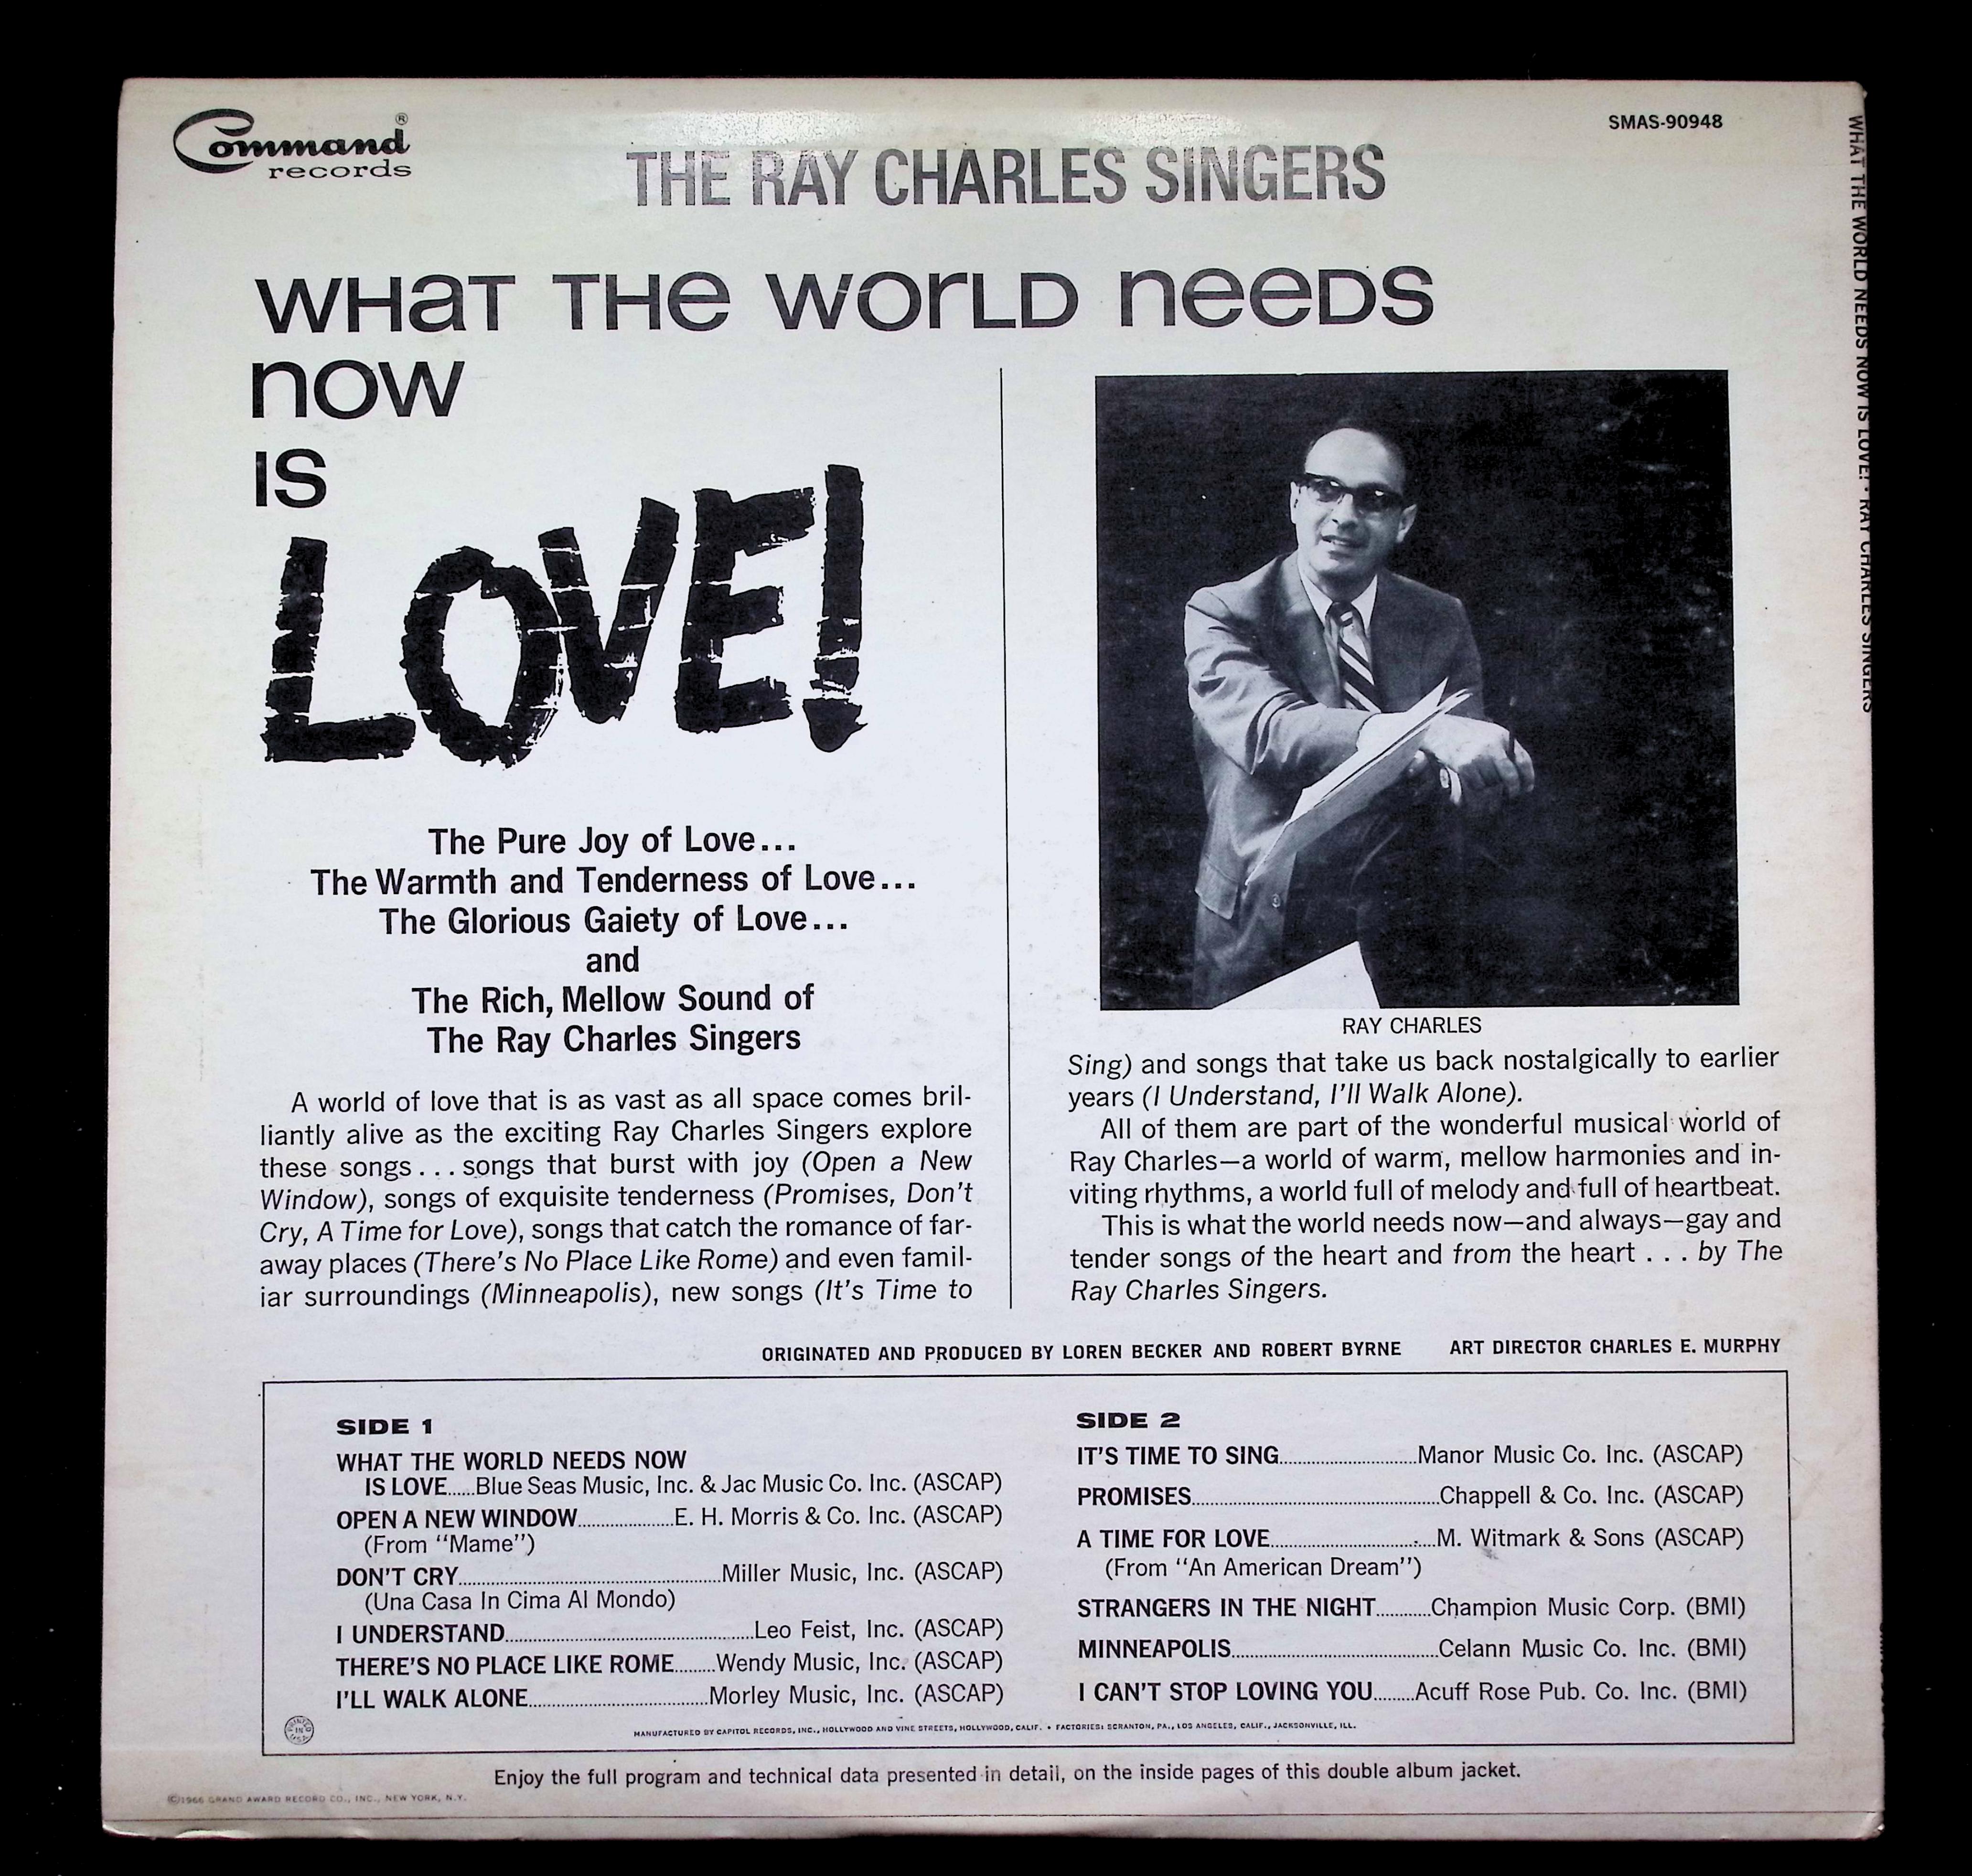 Command®
records
SMAS-90948
THE RAY CHARLES SINGERS
WHaT THe WOrLD neeDS
nOW
IS
LOVE!
The Pure Joy of Love...
The Warmth and Tenderness of Love...
The Glorious Gaiety of Love...
and
The Rich, Mellow Sound of
The Ray Charles Singers
A world of love that is as vast as all space comes bril-
liantly alive as the exciting Ray Charles Singers explore
these songs . . . songs that burst with joy (Open a New
Window), songs of exquisite tenderness (Promises, Don't
Cry, A Time for Love), songs that catch the romance of far-
away places (There's No Place Like Rome) and even famil-
iar surroundings (Minneapolis), new songs (It's Time to
RAY CHARLES
Sing) and songs that take us back nostalgically to earlier
years (I Understand, I'll Walk Alone).
All of them are part of the wonderful musical world of
Ray Charles—a world of warm, mellow harmonies and in-
viting rhythms, a world full of melody and full of heartbeat.
This is what the world needs now—and always—gay and
tender songs of the heart and from the heart . . . by The
Ray Charles Singers.
ORIGINATED AND PRODUCED BY LOREN BECKER AND ROBERT BYRNE ART DIRECTOR CHARLES E. MURPHY
SIDE 1
WHAT THE WORLD NEEDS NOW
IS LOVE......Blue Seas Music, Inc. & Jac Music Co. Inc. (ASCAP)
OPEN A NEW WINDOW....................E. H. Morris & Co. Inc. (ASCAP)
(From "Mame")
DON'T CRY....................Miller Music, Inc. (ASCAP)
(Una Casa In Cima Al Mondo)
I UNDERSTAND....................Leo Feist, Inc. (ASCAP)
THERE'S NO PLACE LIKE ROME........Wendy Music, Inc. (ASCAP)
I'LL WALK ALONE....................Morley Music, Inc. (ASCAP)
SIDE 2
IT'S TIME TO SING....................Manor Music Co. Inc. (ASCAP)
PROMISES....................Chappell & Co. Inc. (ASCAP)
A TIME FOR LOVE....................M. Witmark & Sons (ASCAP)
(From "An American Dream")
STRANGERS IN THE NIGHT...........Champion Music Corp. (BMI)
MINNEAPOLIS....................Celann Music Co. Inc. (BMI)
I CAN'T STOP LOVING YOU........Acuff Rose Pub. Co. Inc. (BMI)
PRINTED IN USA
MANUFACTURED BY CAPITOL RECORDS, INC., HOLLYWOOD AND VINE STREETS, HOLLYWOOD, CALIF. • FACTORIES: SCRANTON, PA., LOS ANGELES, CALIF., JACKSONVILLE, ILL.
Enjoy the full program and technical data presented in detail, on the inside pages of this double album jacket.
©1966 GRAND AWARD RECORD CO., INC., NEW YORK, N.Y.
WHAT THE WORLD NEEDS NOW IS LOVE! • RAY CHARLES SINGERS